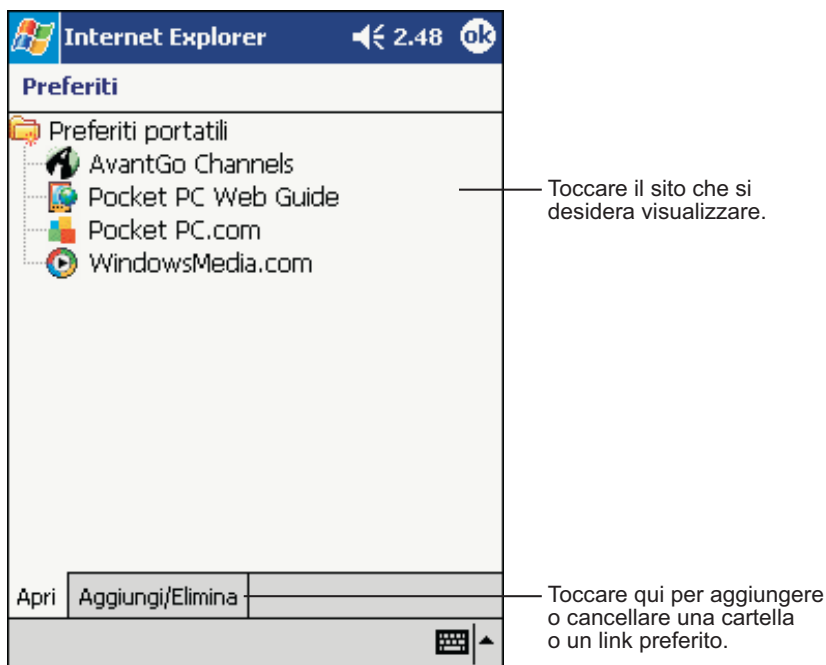 Internet Explorer 2.48 ok
Preferiti
Preferiti portatili
AvantGo Channels
Pocket PC Web Guide
Pocket PC.com
WindowsMedia.com
Toccare il sito che si
desidera visualizzare.
Apri Aggiungi/Elimina
Toccare qui per aggiungere
o cancellare una cartella
o un link preferito.